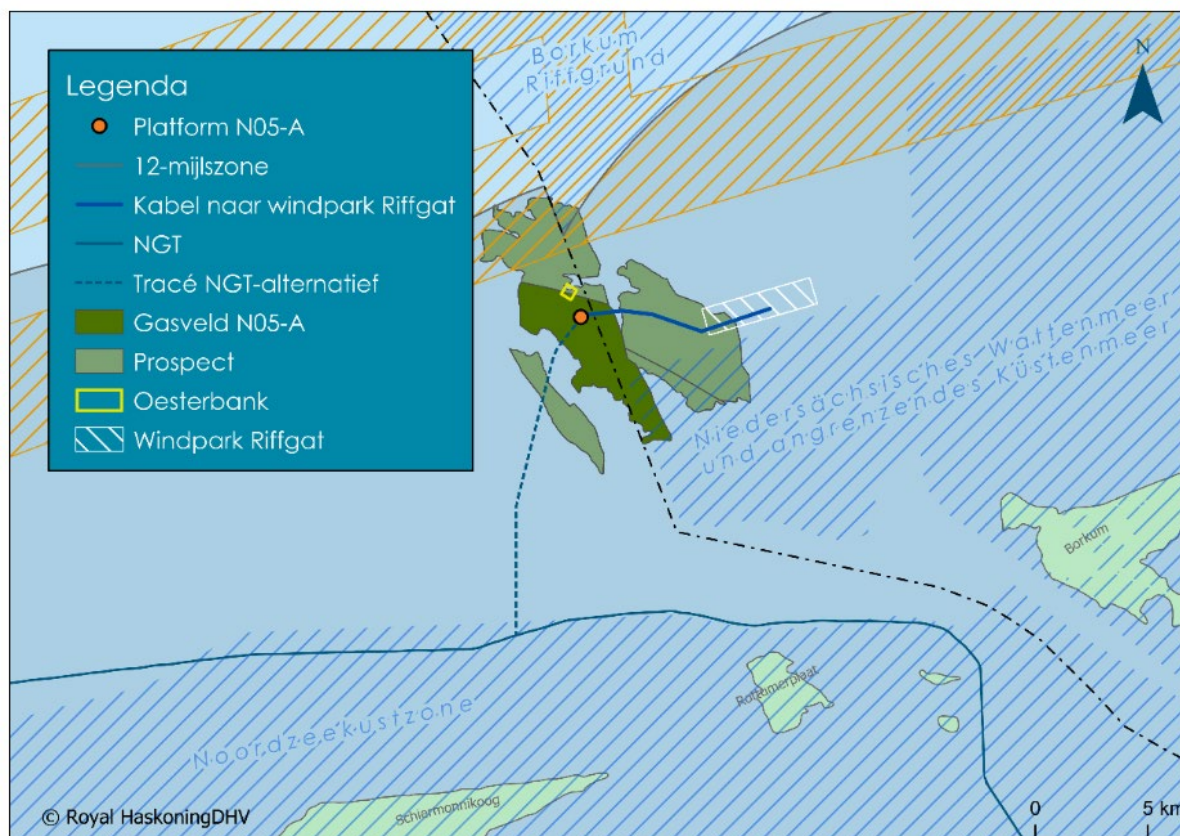 Borkum
Riffgrund
N
Legenda
Platform N05-A
12-mijlszone
Kabel naar windpark Riffgat
NGT
Tracé NGT-alternatief
Gasveld N05-A
Prospect
Oesterbank
Windpark Riffgat
Niedersächsisches Wattenmeer
und angrenzendes Küstenmeer
Borkum
Rottumerplaat
Noordzeekustzone
Schiermonnikoog
© Royal HaskoningDHV
0 5 km